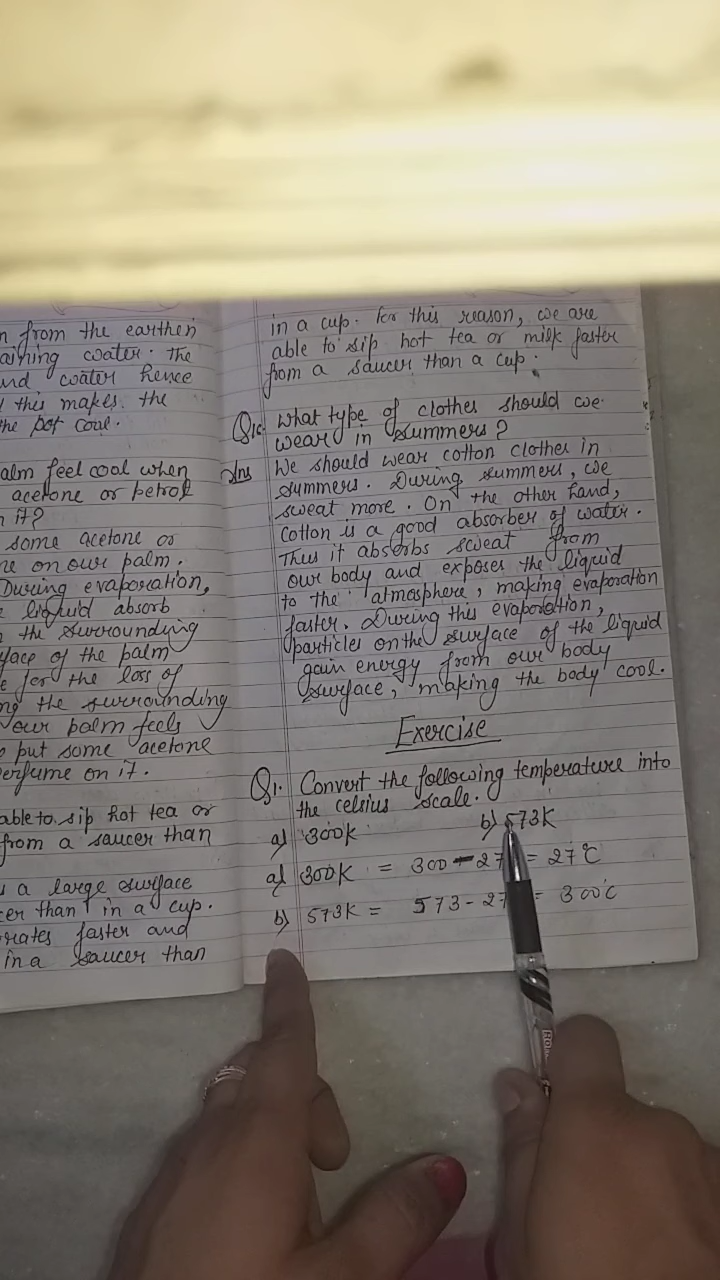 from the earthen
water. The
water hence
this makes the
the pot coal.
feel coal when
acetone or petrol
it?
some acetone or
on our palm.
During evaporation,
liquid absorb
the surrounding
of the palm
for the loss of
the surrounding
our palm feels
put some acetone
on it.
able to sip hot tea or
from a saucer than
a large surface
than in a cup.
faster and
in a saucer than
in a cup. for this reason, we are
able to sip hot tea or milk faster
from a saucer than a cup.
What type of clothes should we
wear in summers?
Ans We should wear cotton clothes in
summers. During summers, we
sweat more. On the other hand,
cotton is a good absorber of water.
Thus it absorbs sweat from
our body and exposes the liquid
to the atmosphere, making evaporation
faster. During this evaporation,
particles on the surface of the liquid
gain energy from our body
surface, making the body cool.
Exercise
Q1. Convert the following temperature into
the celsius scale.
a) 300k b) 573K
a) 300K = 300 - 27 = 27°C
b) 573K = 573 - 27 = 300°C